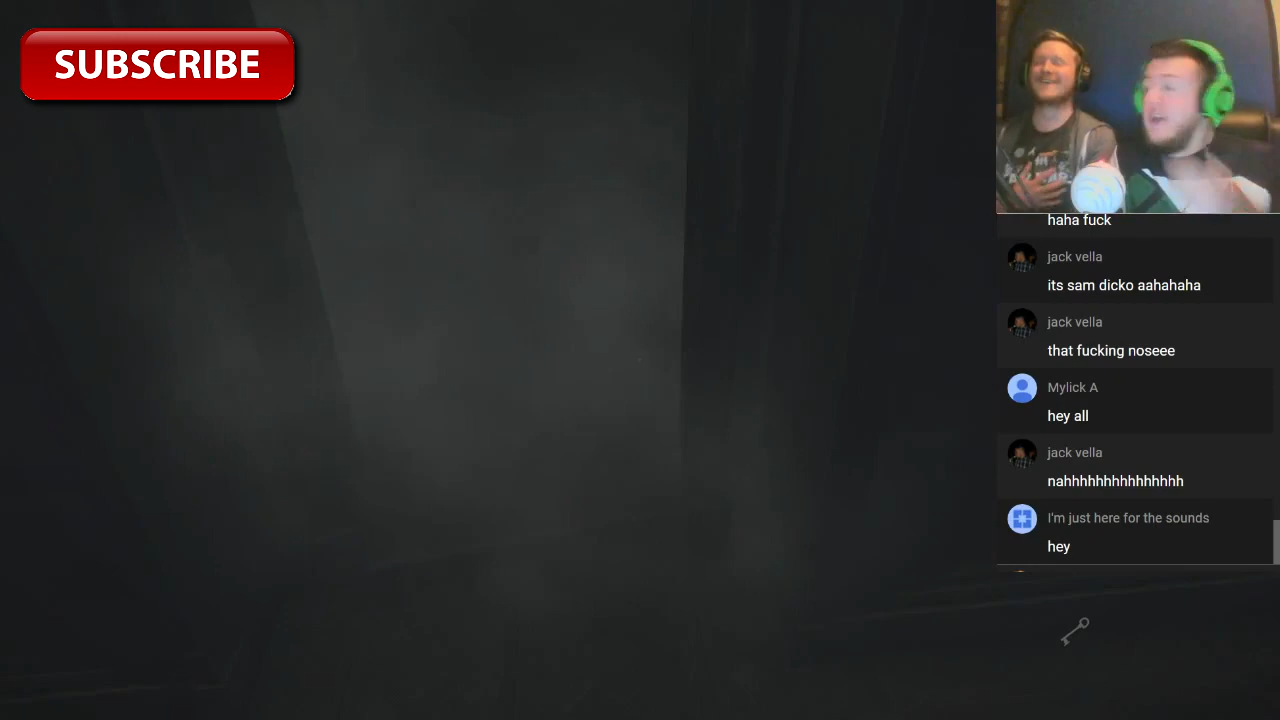 SUBSCRIBE
haha fuck
jack vella
its sam dicko aahahaha
jack vella
that fucking noseee
Mylick A
hey all
jack vella
nahhhhhhhhhhhhhhh
I'm just here for the sounds
hey